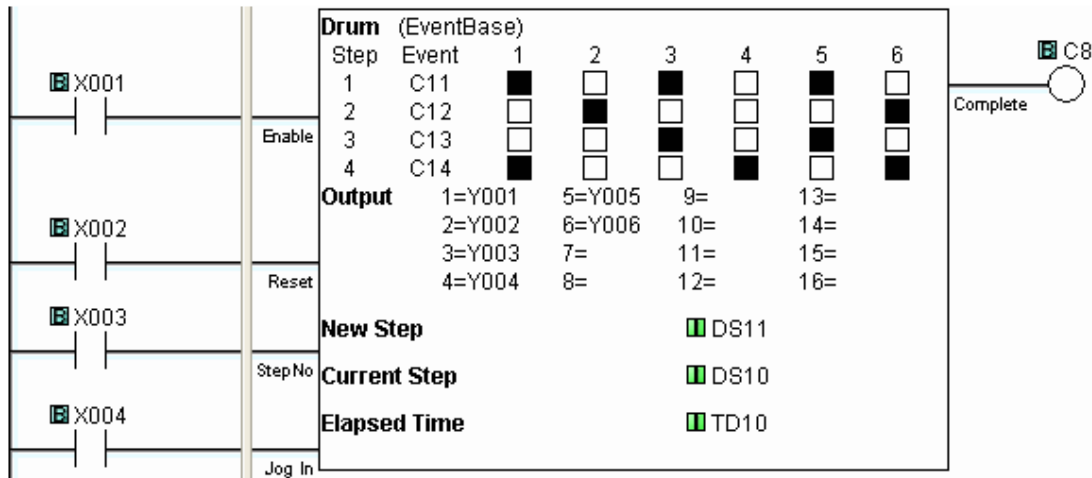 Drum (EventBase)
Step Event 1 2 3 4 5 6
1 C11
2 C12
3 C13
4 C14
Output 1=Y001 5=Y005 9= 13=
2=Y002 6=Y006 10= 14=
3=Y003 7= 11= 15=
4=Y004 8= 12= 16=
New Step DS11
Current Step DS10
Elapsed Time TD10
B X001
Enable
B X002
Reset
B X003
Step No
B X004
Jog In
B C8
Complete